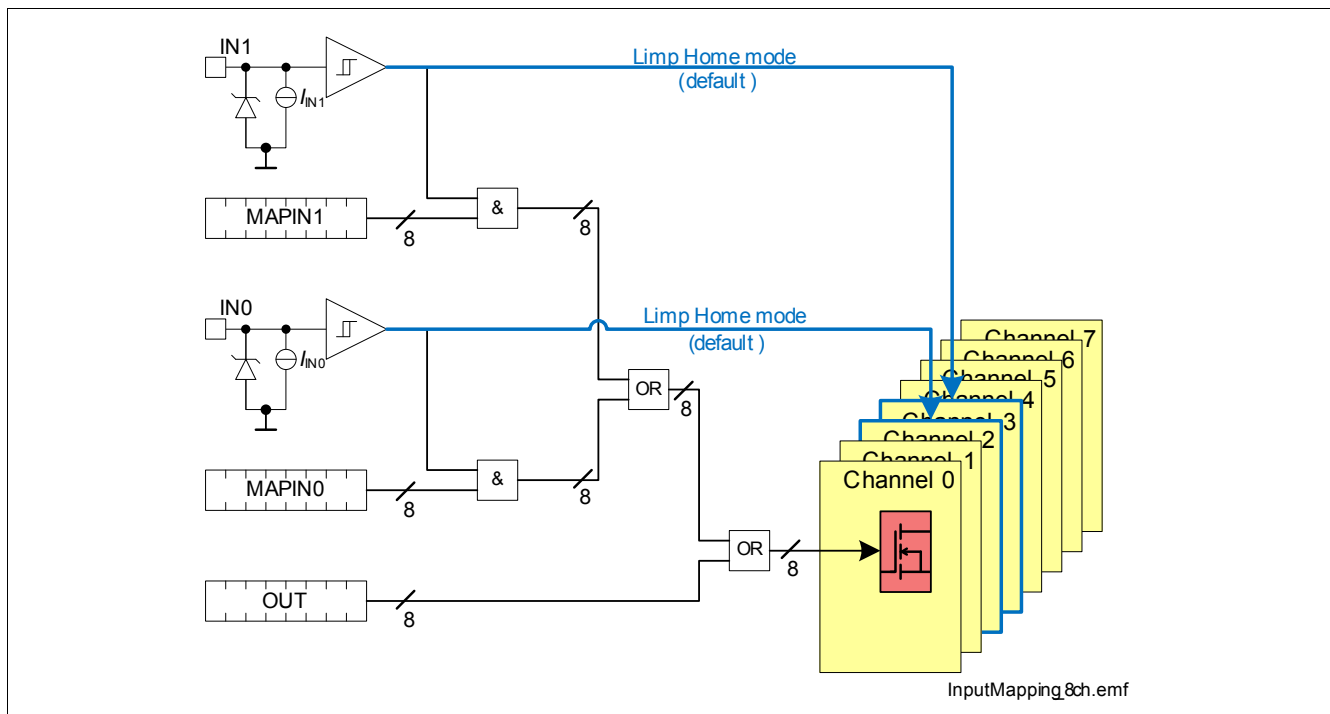 IN1
Limp Home mode
(default )
IIN1
MAPIN1
&
8
8
IN0
Limp Home mode
(default )
IIN0
Channel 7
Channel 6
Channel 5
Channel 4
Channel 3
Channel 2
Channel 1
Channel 0
OR
8
MAPIN0
&
8
8
OR
8
OUT
8
InputMapping_8ch.emf